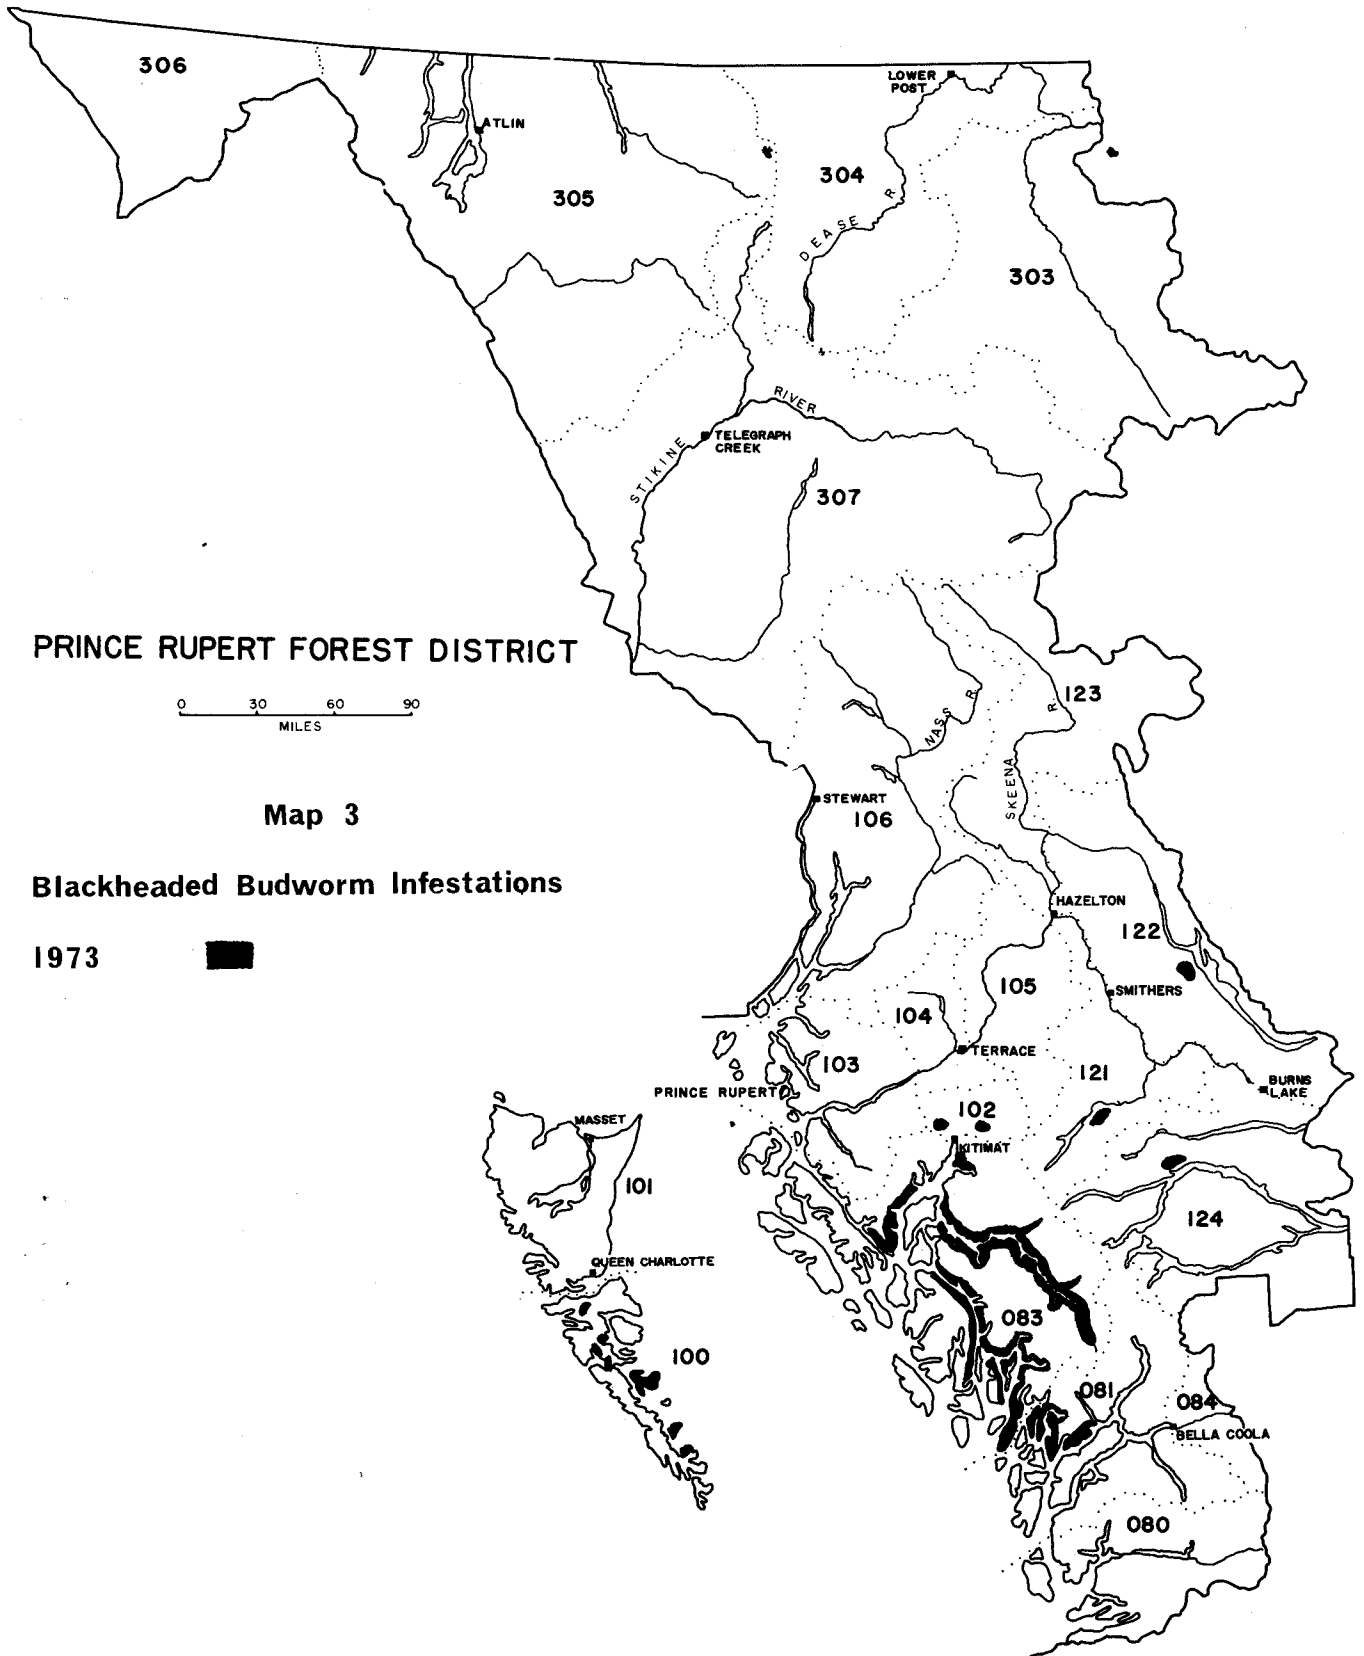 306
ATLIN
LOWER
POST
305
304
DEASE R
303
RIVER
TELEGRAPH
CREEK
STIKINE
307
PRINCE RUPERT FOREST DISTRICT
0 30 60 90
MILES
123
NASS R
R
SKEENA
Map 3
STEWART
106
Blackheaded Budworm Infestations
HAZELTON
122
1973
105
SMITHERS
104
TERRACE
103
121
BURNS
LAKE
PRINCE RUPERT
102
MASSET
KITIMAT
101
124
QUEEN CHARLOTTE
083
100
081
084
BELLA COOLA
080